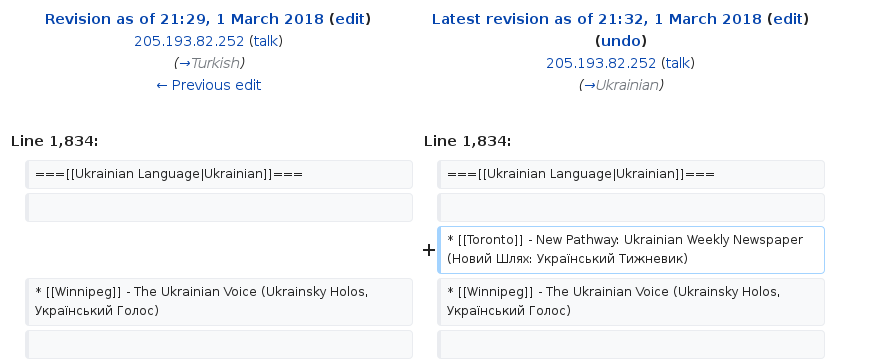 Revision as of 21:29, 1 March 2018 (edit)
205.193.82.252 (talk)
(→Turkish)
← Previous edit
Latest revision as of 21:32, 1 March 2018 (edit)
(undo)
205.193.82.252 (talk)
(→Ukrainian)
Line 1,834:
Line 1,834:
===[[Ukrainian Language|Ukrainian]]===
===[[Ukrainian Language|Ukrainian]]===
+
* [[Toronto]] - New Pathway: Ukrainian Weekly Newspaper
(Новий Шлях: Український Тижневик)
* [[Winnipeg]] - The Ukrainian Voice (Ukrainsky Holos,
Український Голос)
* [[Winnipeg]] - The Ukrainian Voice (Ukrainsky Holos,
Український Голос)